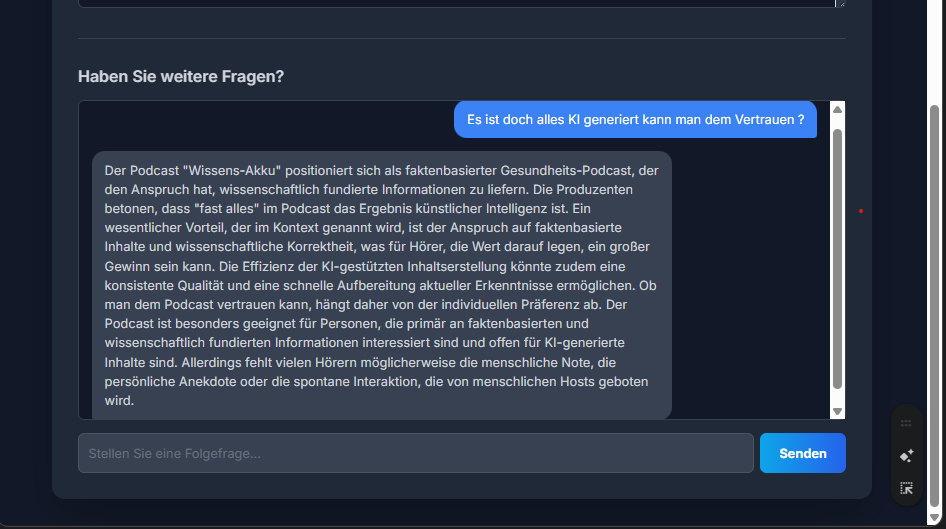 Haben Sie weitere Fragen?
Es ist doch alles KI generiert kann man dem Vertrauen ?
Der Podcast "Wissens-Akku" positioniert sich als faktenbasierter Gesundheits-Podcast, der
den Anspruch hat, wissenschaftlich fundierte Informationen zu liefern. Die Produzenten
betonen, dass "fast alles" im Podcast das Ergebnis künstlicher Intelligenz ist. Ein
wesentlicher Vorteil, der im Kontext genannt wird, ist der Anspruch auf faktenbasierte
Inhalte und wissenschaftliche Korrektheit, was für Hörer, die Wert darauf legen, ein großer
Gewinn sein kann. Die Effizienz der KI-gestützten Inhaltserstellung könnte zudem eine
konsistente Qualität und eine schnelle Aufbereitung aktueller Erkenntnisse ermöglichen. Ob
man dem Podcast vertrauen kann, hängt daher von der individuellen Präferenz ab. Der
Podcast ist besonders geeignet für Personen, die primär an faktenbasierten und
wissenschaftlich fundierten Informationen interessiert sind und offen für KI-generierte
Inhalte sind. Allerdings fehlt vielen Hörern möglicherweise die menschliche Note, die
persönliche Anekdote oder die spontane Interaktion, die von menschlichen Hosts geboten
wird.
Stellen Sie eine Folgefrage...
Senden